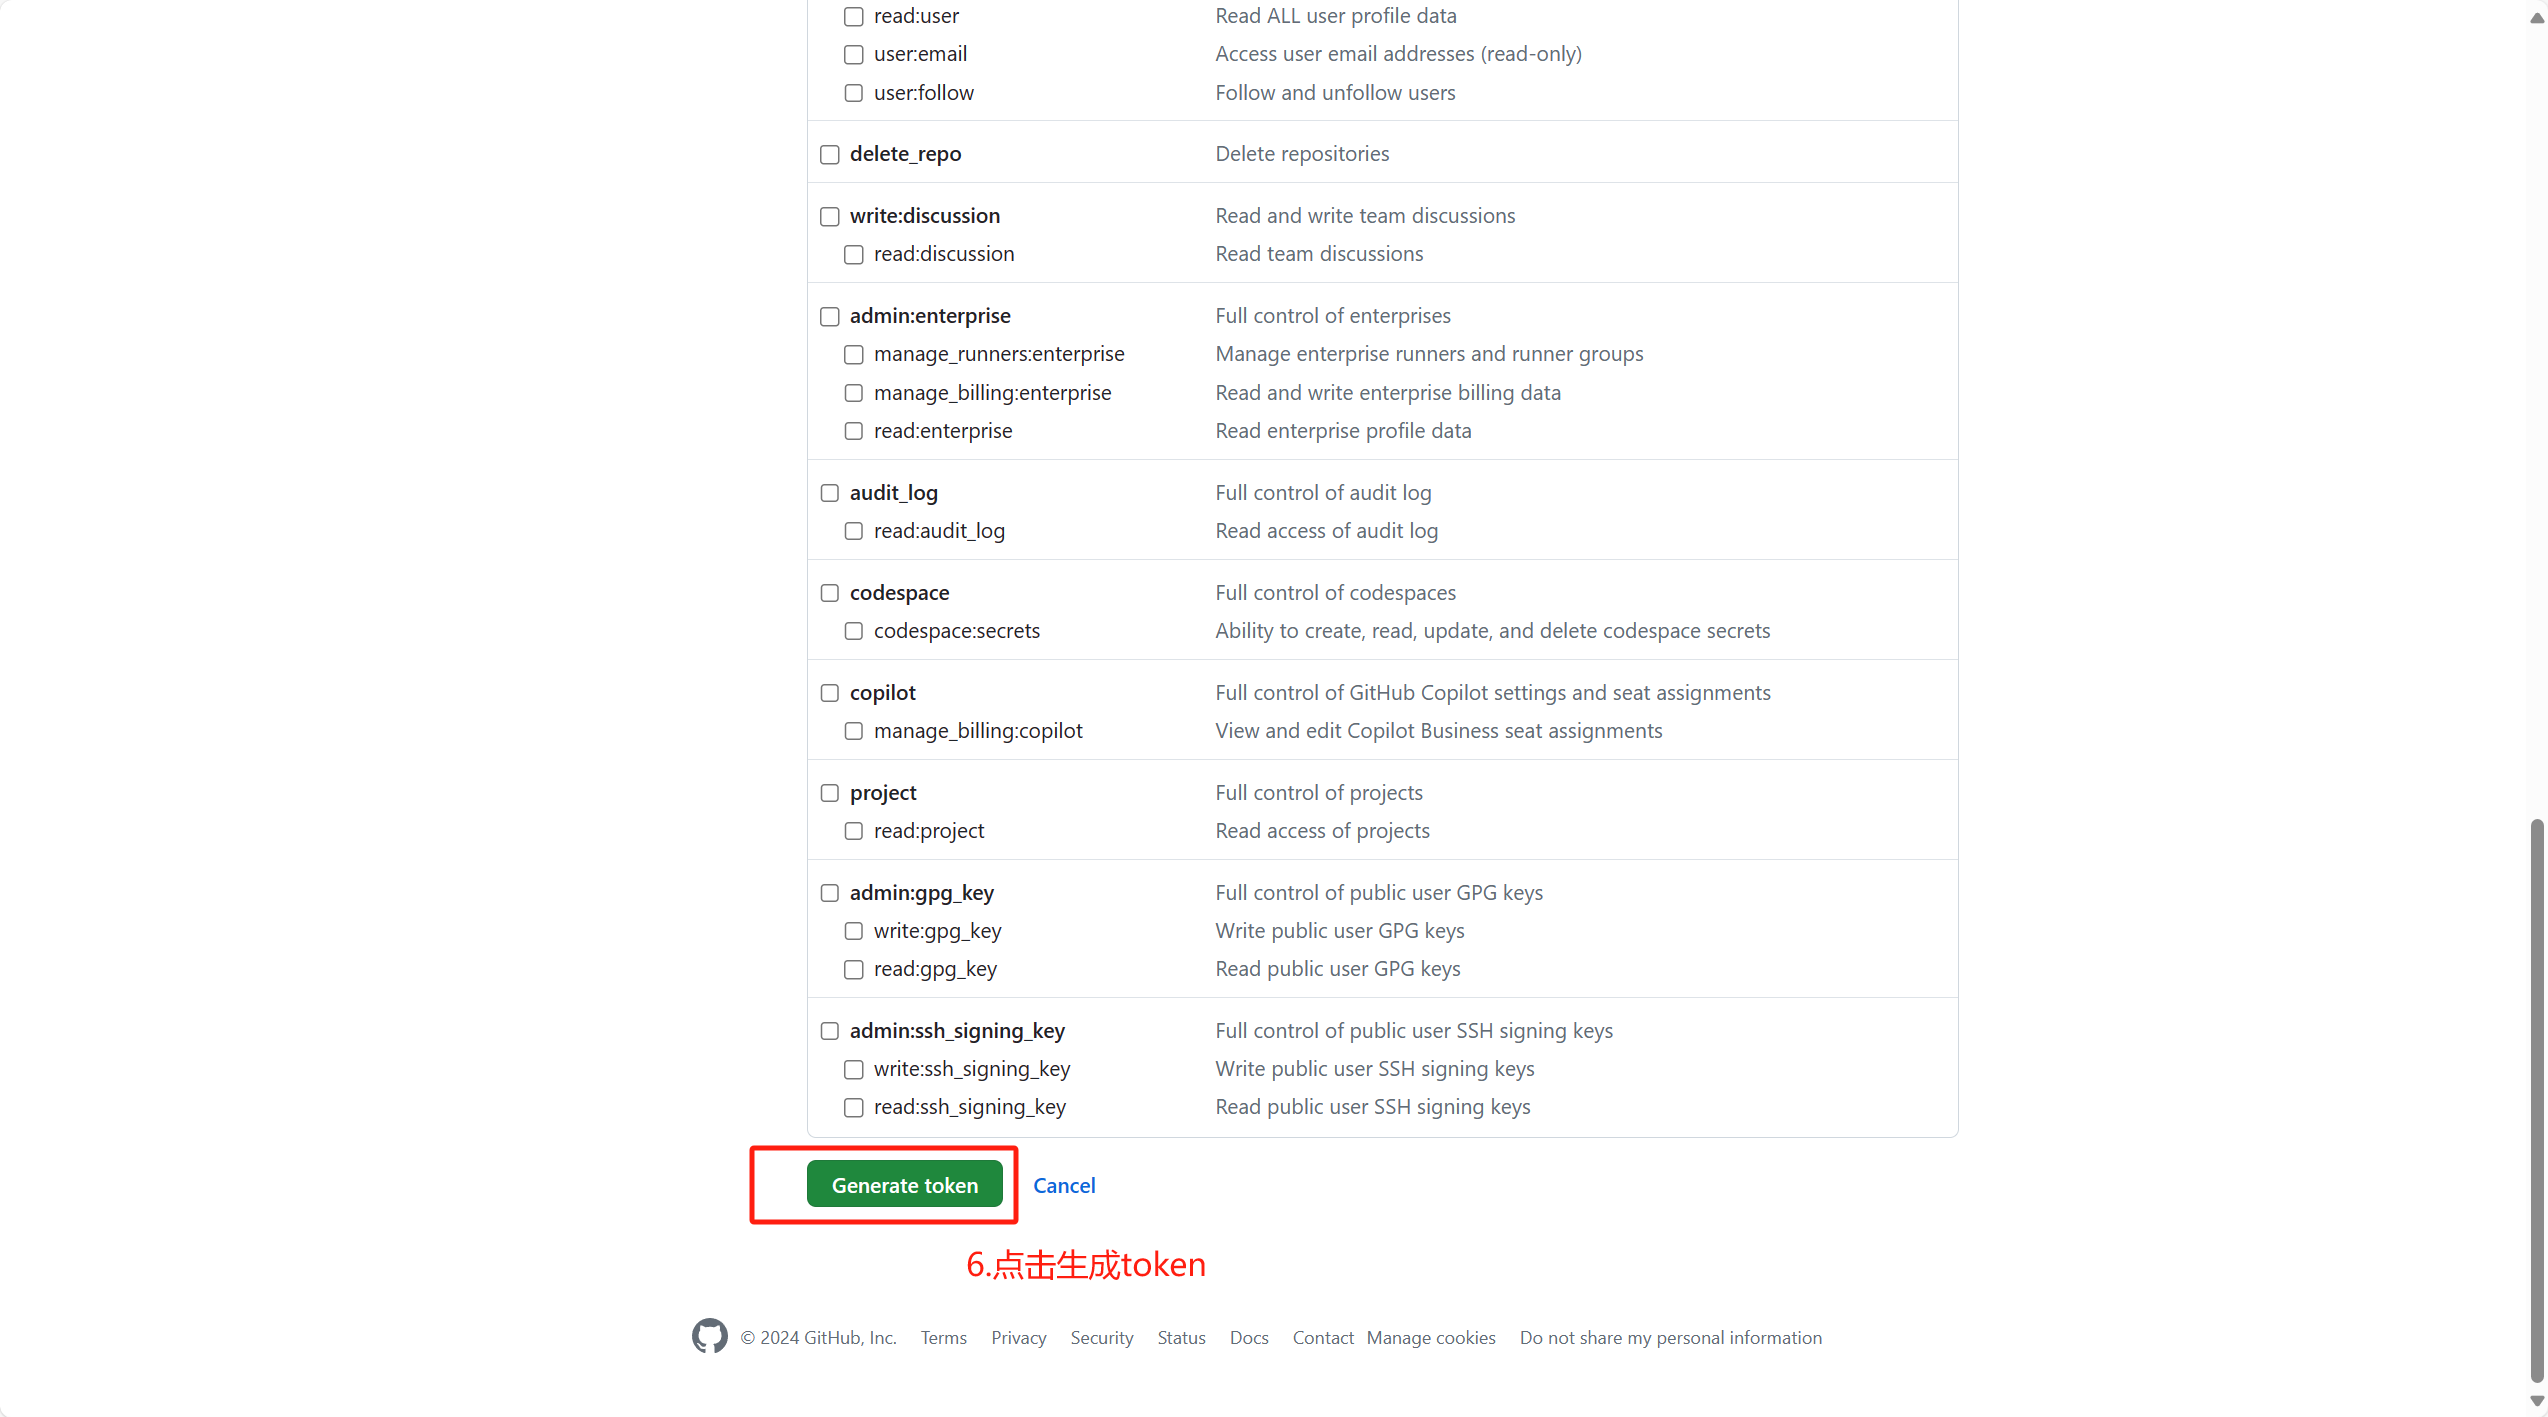 read:user Read ALL user profile data
user:email Access user email addresses (read-only)
user:follow Follow and unfollow users
delete_repo Delete repositories
write:discussion Read and write team discussions
read:discussion Read team discussions
admin:enterprise Full control of enterprises
manage_runners:enterprise Manage enterprise runners and runner groups
manage_billing:enterprise Read and write enterprise billing data
read:enterprise Read enterprise profile data
audit_log Full control of audit log
read:audit_log Read access of audit log
codespace Full control of codespaces
codespace:secrets Ability to create, read, update, and delete codespace secrets
copilot Full control of GitHub Copilot settings and seat assignments
manage_billing:copilot View and edit Copilot Business seat assignments
project Full control of projects
read:project Read access of projects
admin:gpg_key Full control of public user GPG keys
write:gpg_key Write public user GPG keys
read:gpg_key Read public user GPG keys
admin:ssh_signing_key Full control of public user SSH signing keys
write:ssh_signing_key Write public user SSH signing keys
read:ssh_signing_key Read public user SSH signing keys
Generate token Cancel
6.点击生成token
© 2024 GitHub, Inc. Terms Privacy Security Status Docs Contact Manage cookies Do not share my personal information